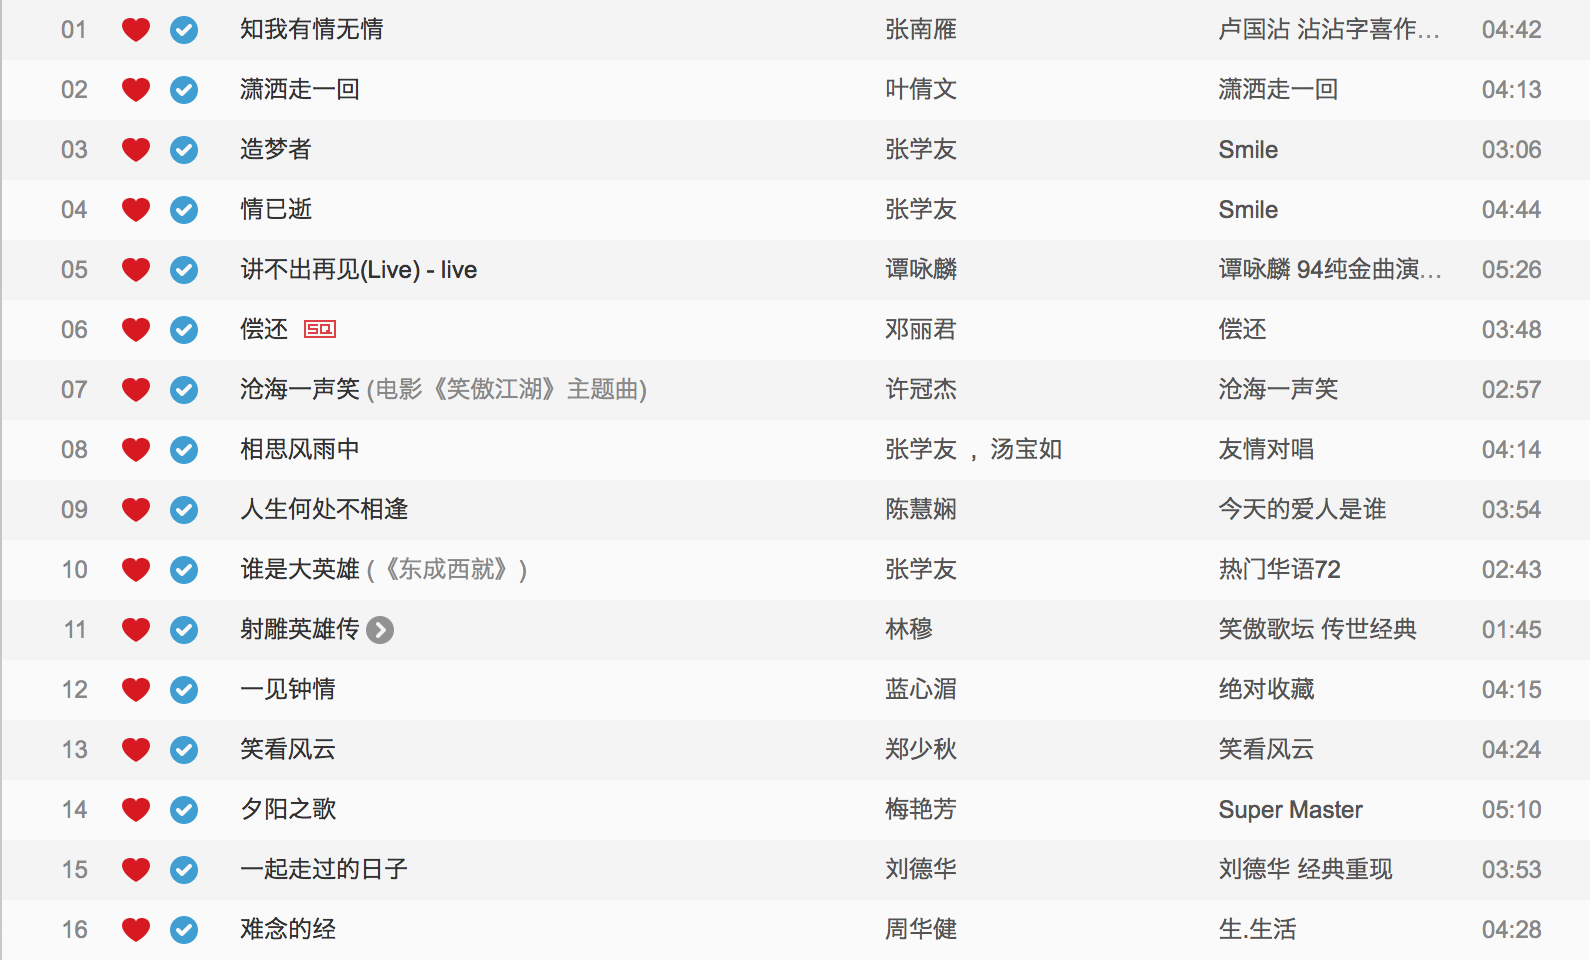 01 知我有情无情 张南雁 卢国沾 沾沾字喜作... 04:42
02 潇洒走一回 叶倩文 潇洒走一回 04:13
03 造梦者 张学友 Smile 03:06
04 情已逝 张学友 Smile 04:44
05 讲不出再见(Live) - live 谭咏麟 谭咏麟 94纯金曲演... 05:26
06 偿还 SQ 邓丽君 偿还 03:48
07 沧海一声笑 (电影《笑傲江湖》主题曲) 许冠杰 沧海一声笑 02:57
08 相思风雨中 张学友 ，汤宝如 友情对唱 04:14
09 人生何处不相逢 陈慧娴 今天的爱人是谁 03:54
10 谁是大英雄 (《东成西就》) 张学友 热门华语72 02:43
11 射雕英雄传 林穆 笑傲歌坛 传世经典 01:45
12 一见钟情 蓝心湄 绝对收藏 04:15
13 笑看风云 郑少秋 笑看风云 04:24
14 夕阳之歌 梅艳芳 Super Master 05:10
15 一起走过的日子 刘德华 刘德华 经典重现 03:53
16 难念的经 周华健 生.生活 04:28